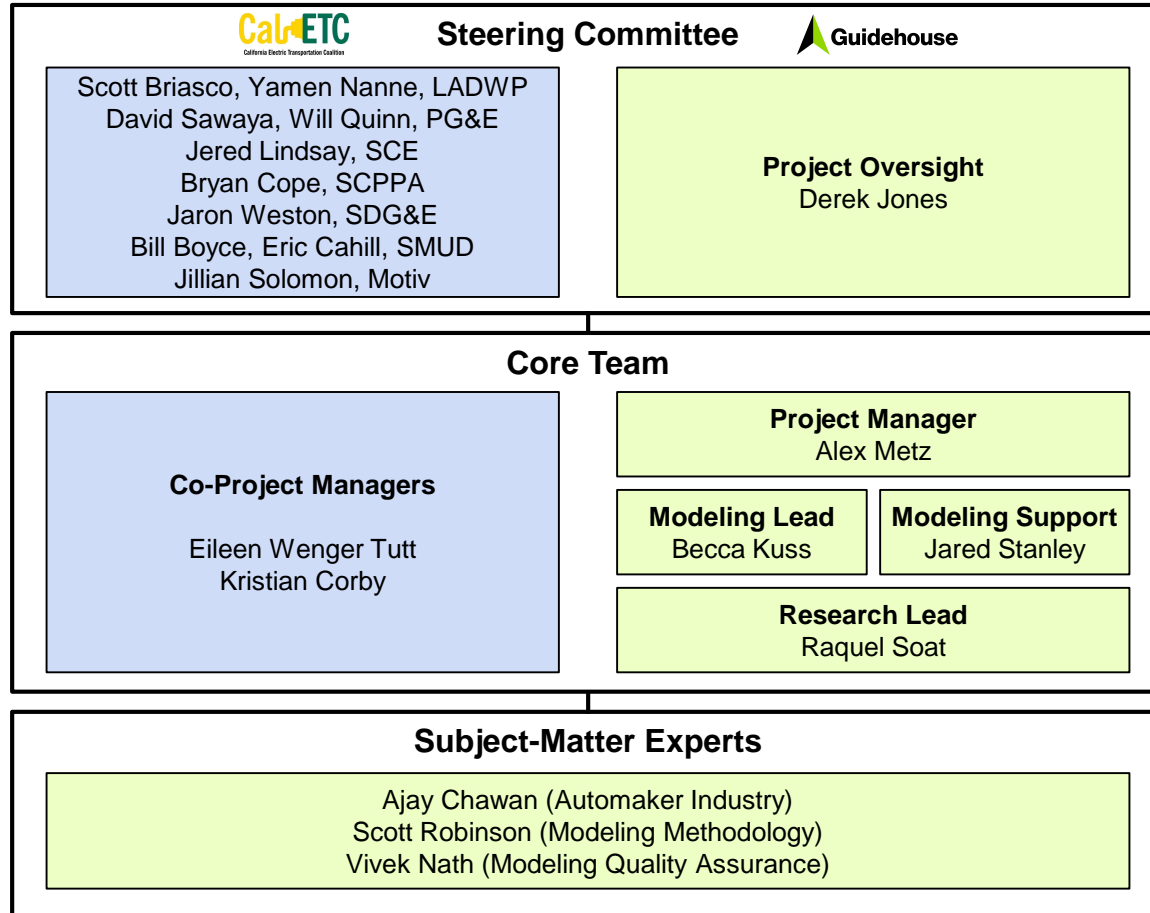 CalETC
California Electric Transportation Coalition
Steering Committee
Guidehouse
Scott Briasco, Yamen Nanne, LADWP
David Sawaya, Will Quinn, PG&E
Jered Lindsay, SCE
Bryan Cope, SCPPA
Jaron Weston, SDG&E
Bill Boyce, Eric Cahill, SMUD
Jillian Solomon, Motiv
Project Oversight
Derek Jones
Core Team
Co-Project Managers
Eileen Wenger Tutt
Kristian Corby
Project Manager
Alex Metz
Modeling Lead
Becca Kuss
Modeling Support
Jared Stanley
Research Lead
Raquel Soat
Subject-Matter Experts
Ajay Chawan (Automaker Industry)
Scott Robinson (Modeling Methodology)
Vivek Nath (Modeling Quality Assurance)